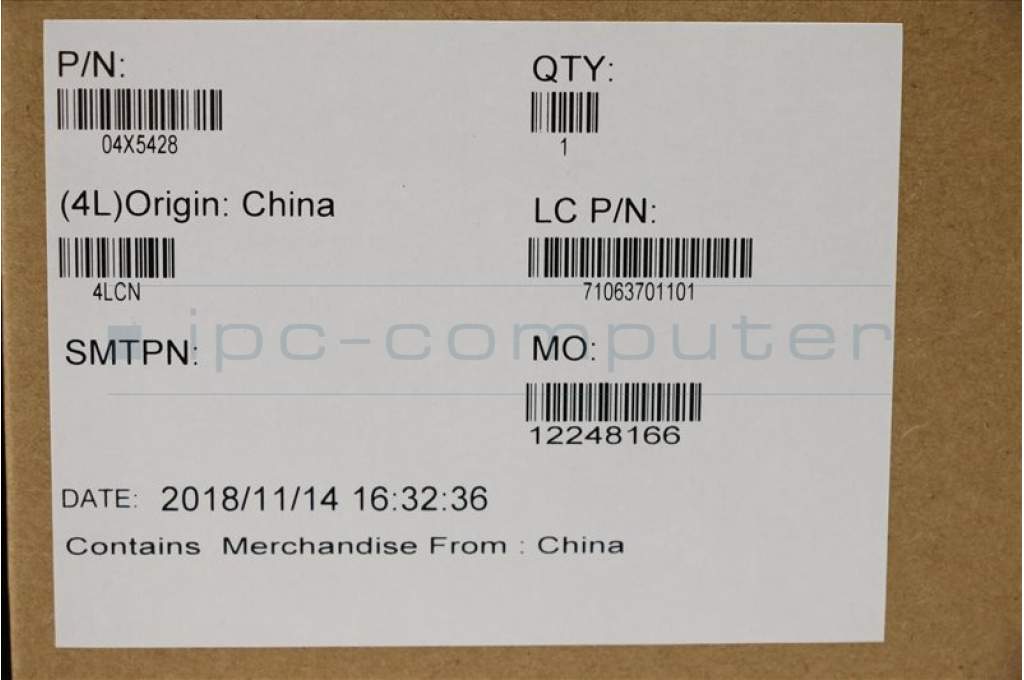 P/N:
04X5428
QTY:
1
(4L)Origin: China
4LCN
LC P/N:
71063701101
ipc-computer
SMTPN:
MO:
12248166
DATE: 2018/11/14 16:32:36
Contains Merchandise From : China